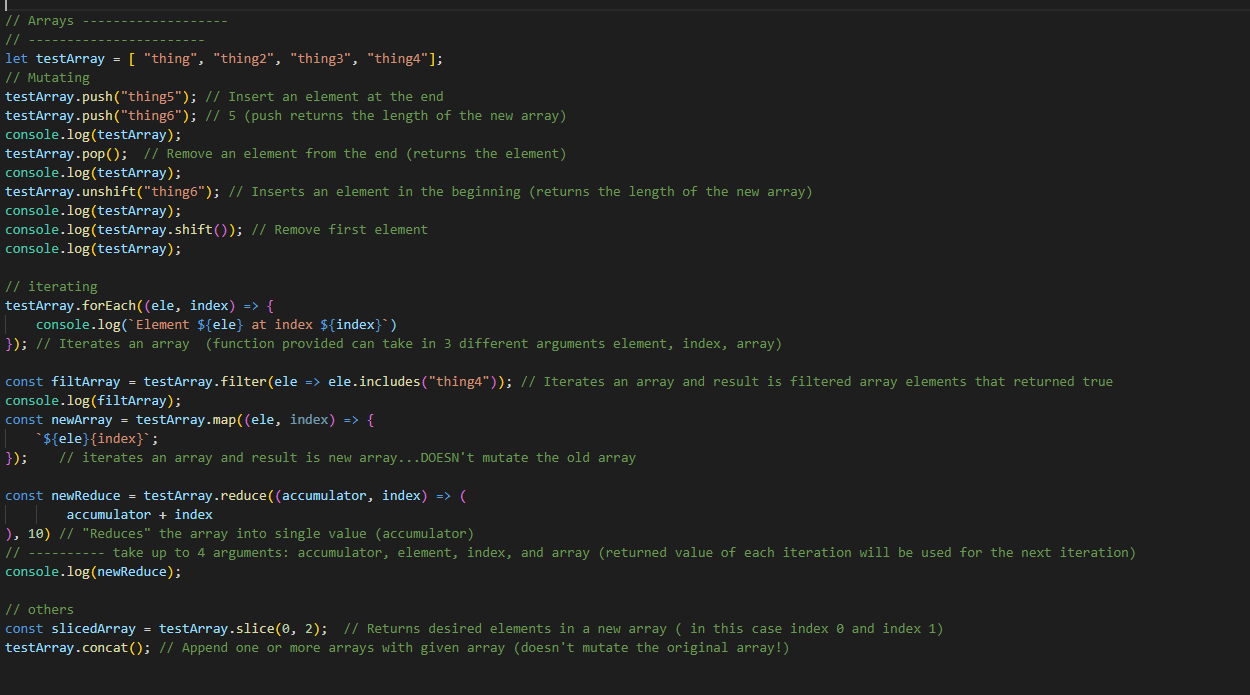 // Arrays -------------------
// -----------------------
let testArray = [ "thing", "thing2", "thing3", "thing4"];
// Mutating
testArray.push("thing5"); // Insert an element at the end
testArray.push("thing6"); // 5 (push returns the length of the new array)
console.log(testArray);
testArray.pop();  // Remove an element from the end (returns the element)
console.log(testArray);
testArray.unshift("thing6"); // Inserts an element in the beginning (returns the length of the new array)
console.log(testArray);
console.log(testArray.shift()); // Remove first element
console.log(testArray);

// iterating
testArray.forEach((ele, index) => {
    console.log(`Element ${ele} at index ${index}`)
}); // Iterates an array  (function provided can take in 3 different arguments element, index, array)

const filtArray = testArray.filter(ele => ele.includes("thing4")); // Iterates an array and result is filtered array elements that returned true
console.log(filtArray);
const newArray = testArray.map((ele, index) => {
    `${ele}{index}`;
});    // iterates an array and result is new array...DOESN't mutate the old array

const newReduce = testArray.reduce((accumulator, index) => (
        accumulator + index
), 10) // "Reduces" the array into single value (accumulator)
// ---------- take up to 4 arguments: accumulator, element, index, and array (returned value of each iteration will be used for the next iteration)
console.log(newReduce);

// others
const slicedArray = testArray.slice(0, 2);  // Returns desired elements in a new array ( in this case index 0 and index 1)
testArray.concat(); // Append one or more arrays with given array (doesn't mutate the original array!)